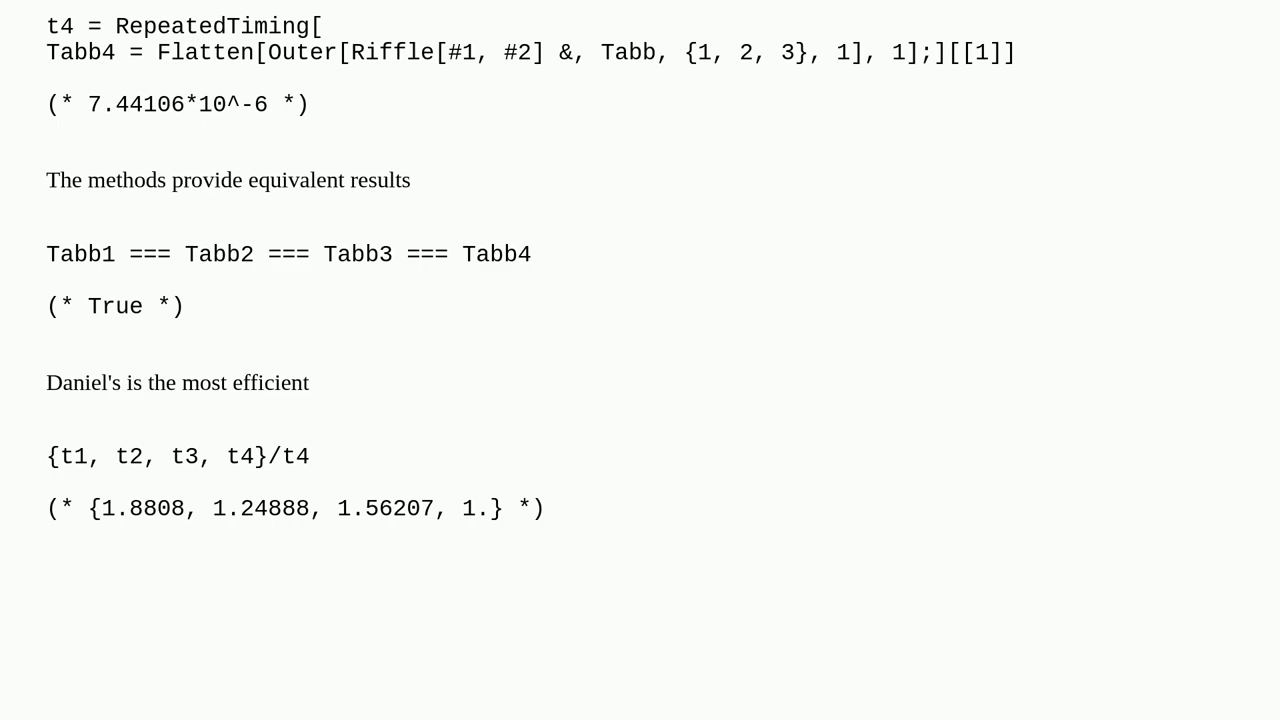 t4 = RepeatedTiming[
Tabb4 = Flatten[Outer[Riffle[#1, #2] &, Tabb, {1, 2, 3}, 1], 1];][[1]]
(* 7.44106*10^-6 *)
The methods provide equivalent results
Tabb1 === Tabb2 === Tabb3 === Tabb4
(* True *)
Daniel's is the most efficient
{t1, t2, t3, t4}/t4
(* {1.8808, 1.24888, 1.56207, 1.} *)